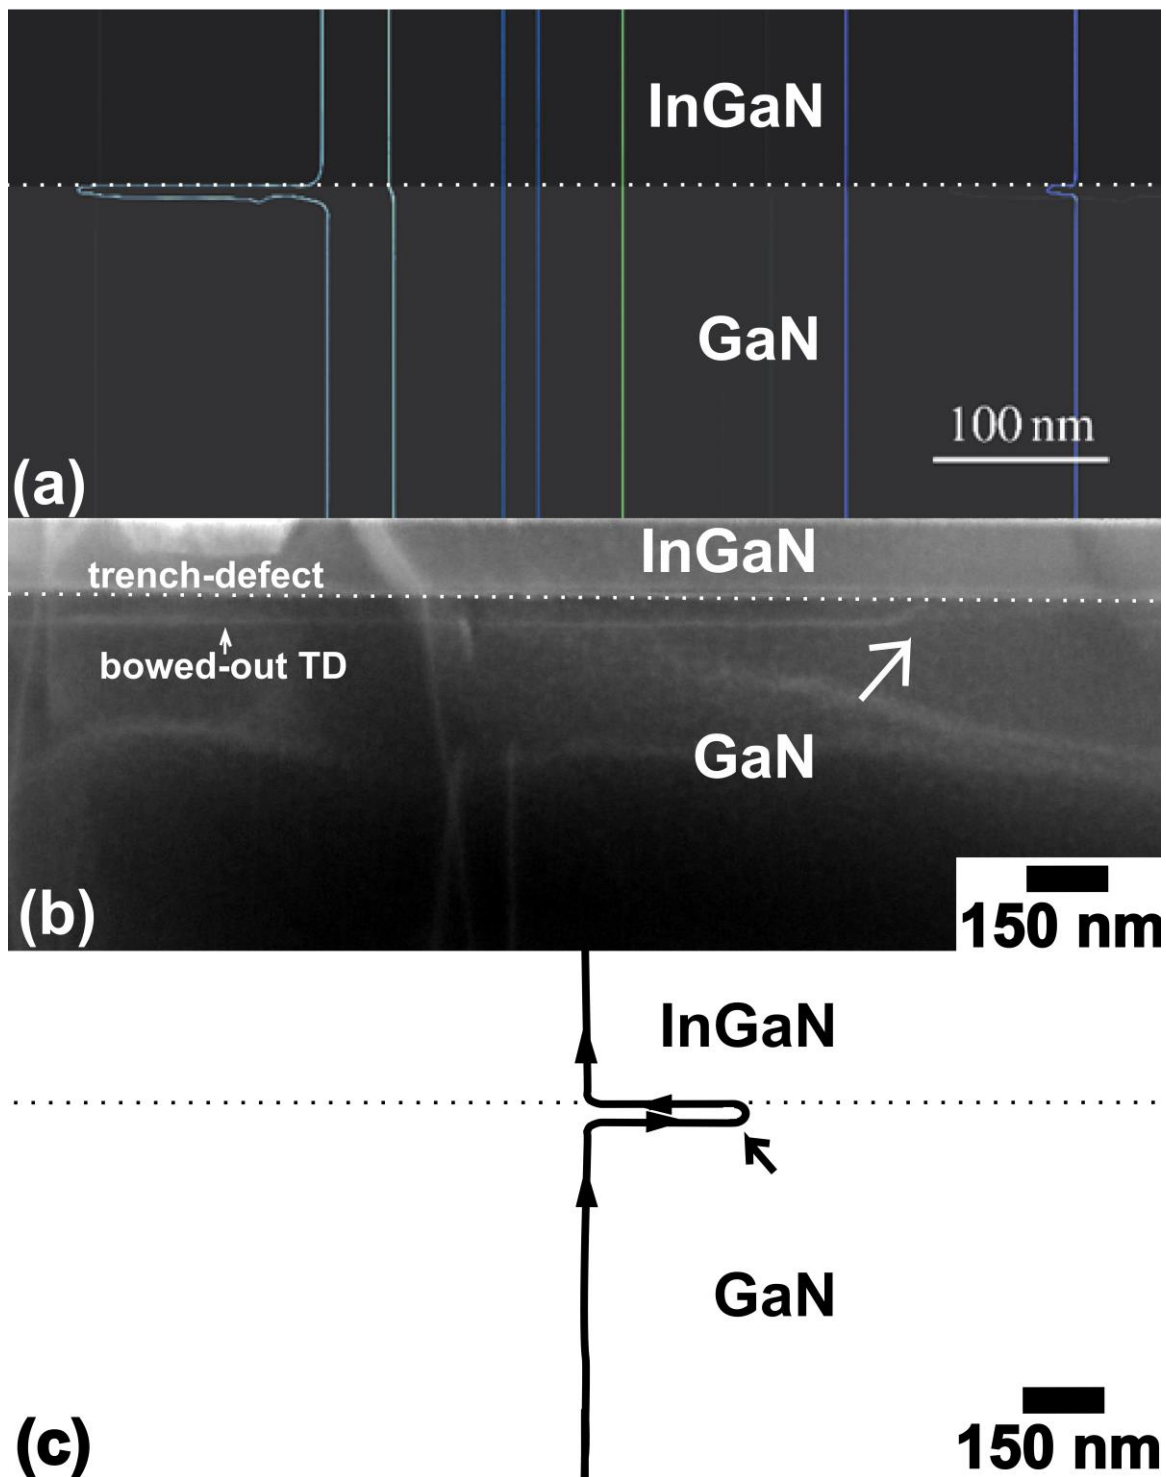 InGaN
GaN
100 nm
(a)
InGaN
trench-defect
bowed-out TD
GaN
(b)
150 nm
InGaN
GaN
(c)
150 nm